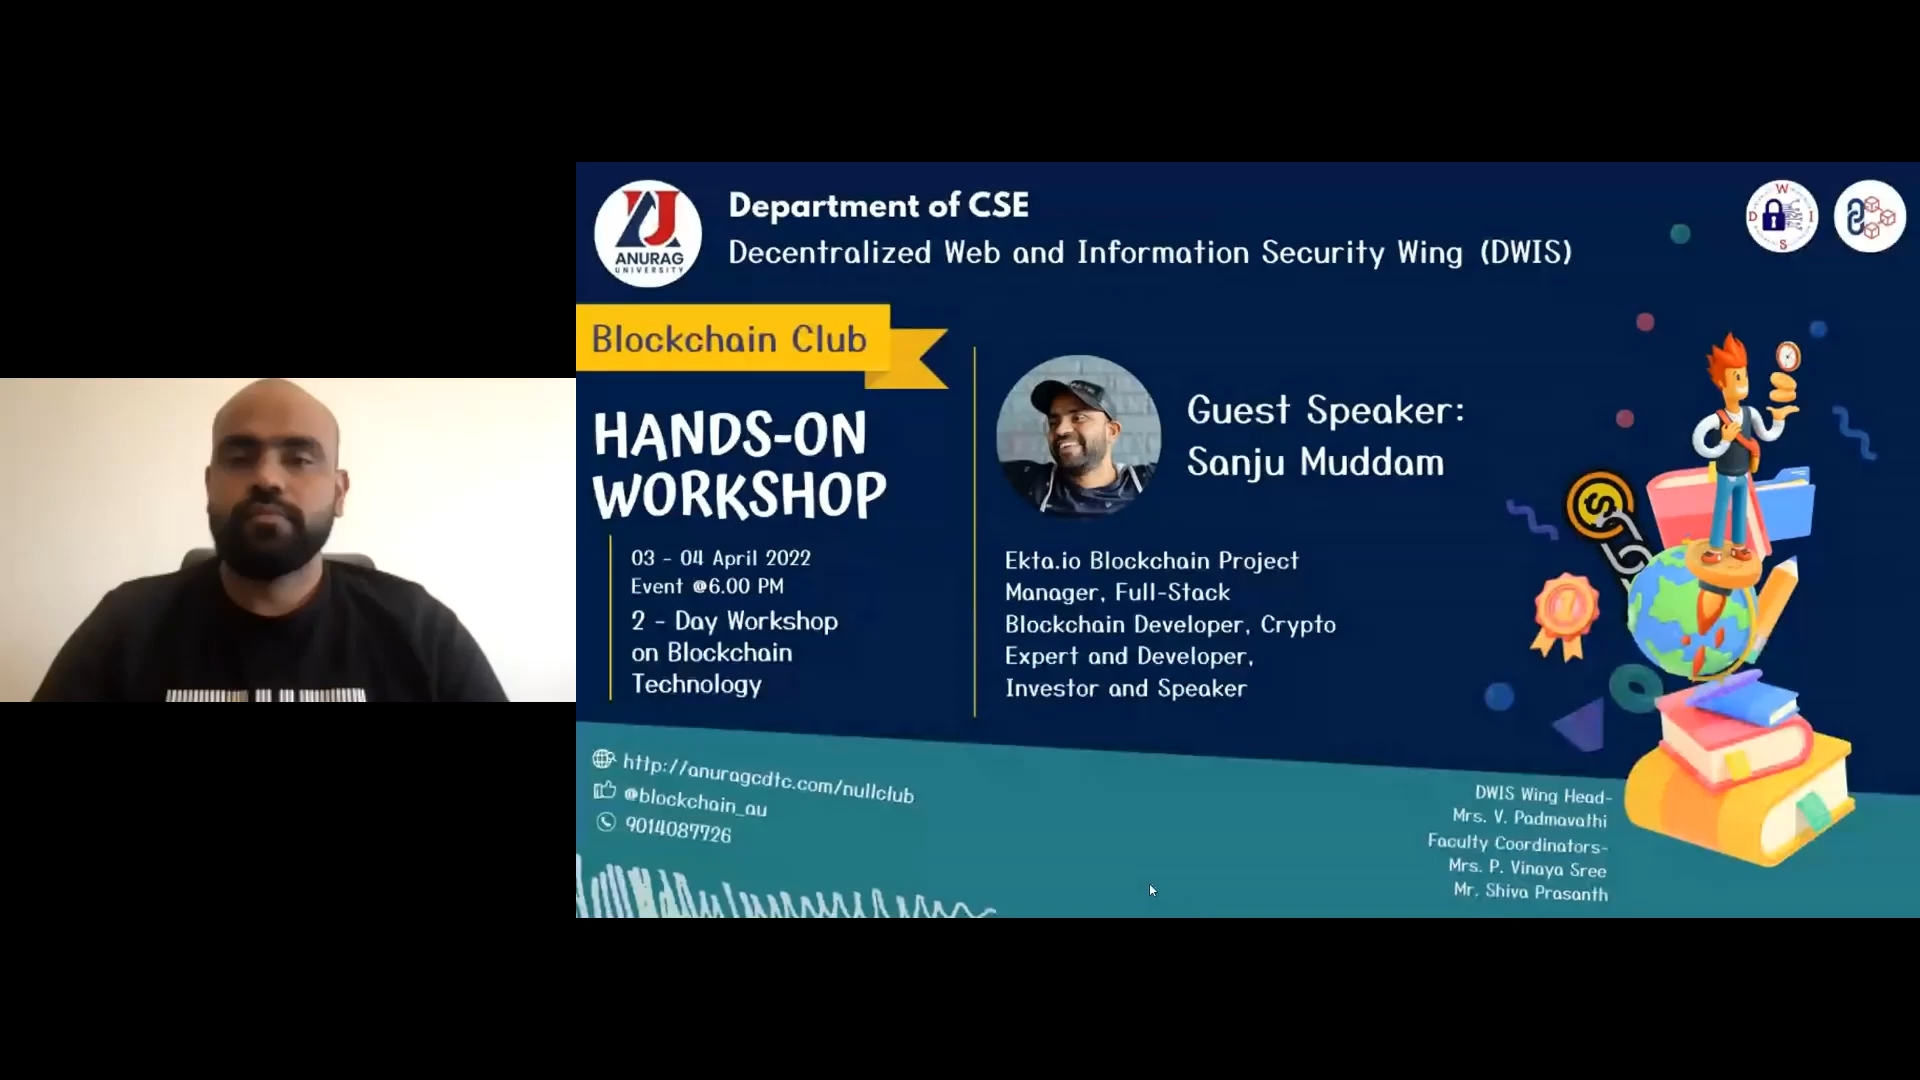 ANURAG
UNIVERSITY
Department of CSE
Decentralized Web and Information Security Wing (DWIS)
D W I S
Blockchain Club
HANDS-ON
WORKSHOP
03 - 04 April 2022
Event @6.00 PM
2 - Day Workshop
on Blockchain
Technology
Guest Speaker:
Sanju Muddam
Ekta.io Blockchain Project
Manager, Full-Stack
Blockchain Developer, Crypto
Expert and Developer,
Investor and Speaker
http://anuragcdtc.com/nullclub
@blockchain_au
9014087726
DWIS Wing Head-
Mrs. V. Padmavathi
Faculty Coordinators-
Mrs. P. Vinaya Sree
Mr. Shiva Prasanth